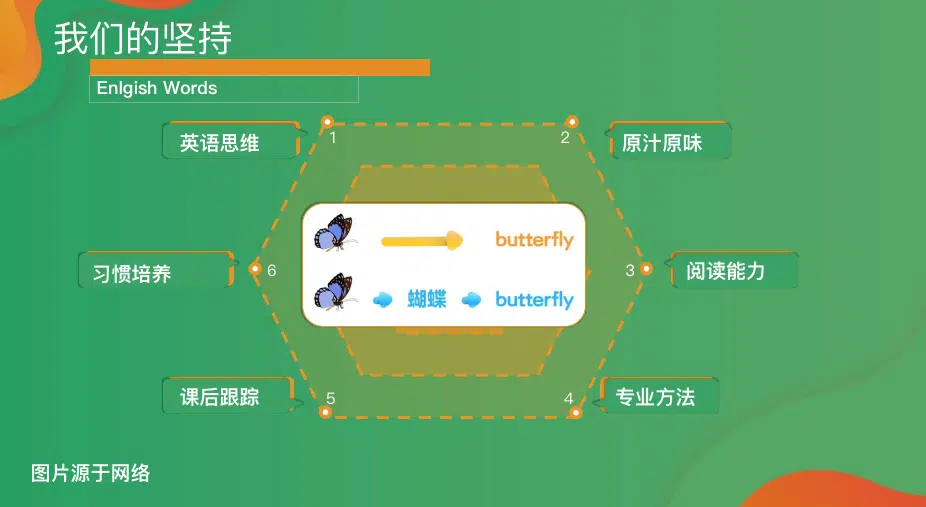 我们的坚持
Enlgish Words
英语思维
1
2
原汁原味
butterfly
习惯培养
6
3
阅读能力
蝴蝶
butterfly
课后跟踪
5
4
专业方法
图片源于网络